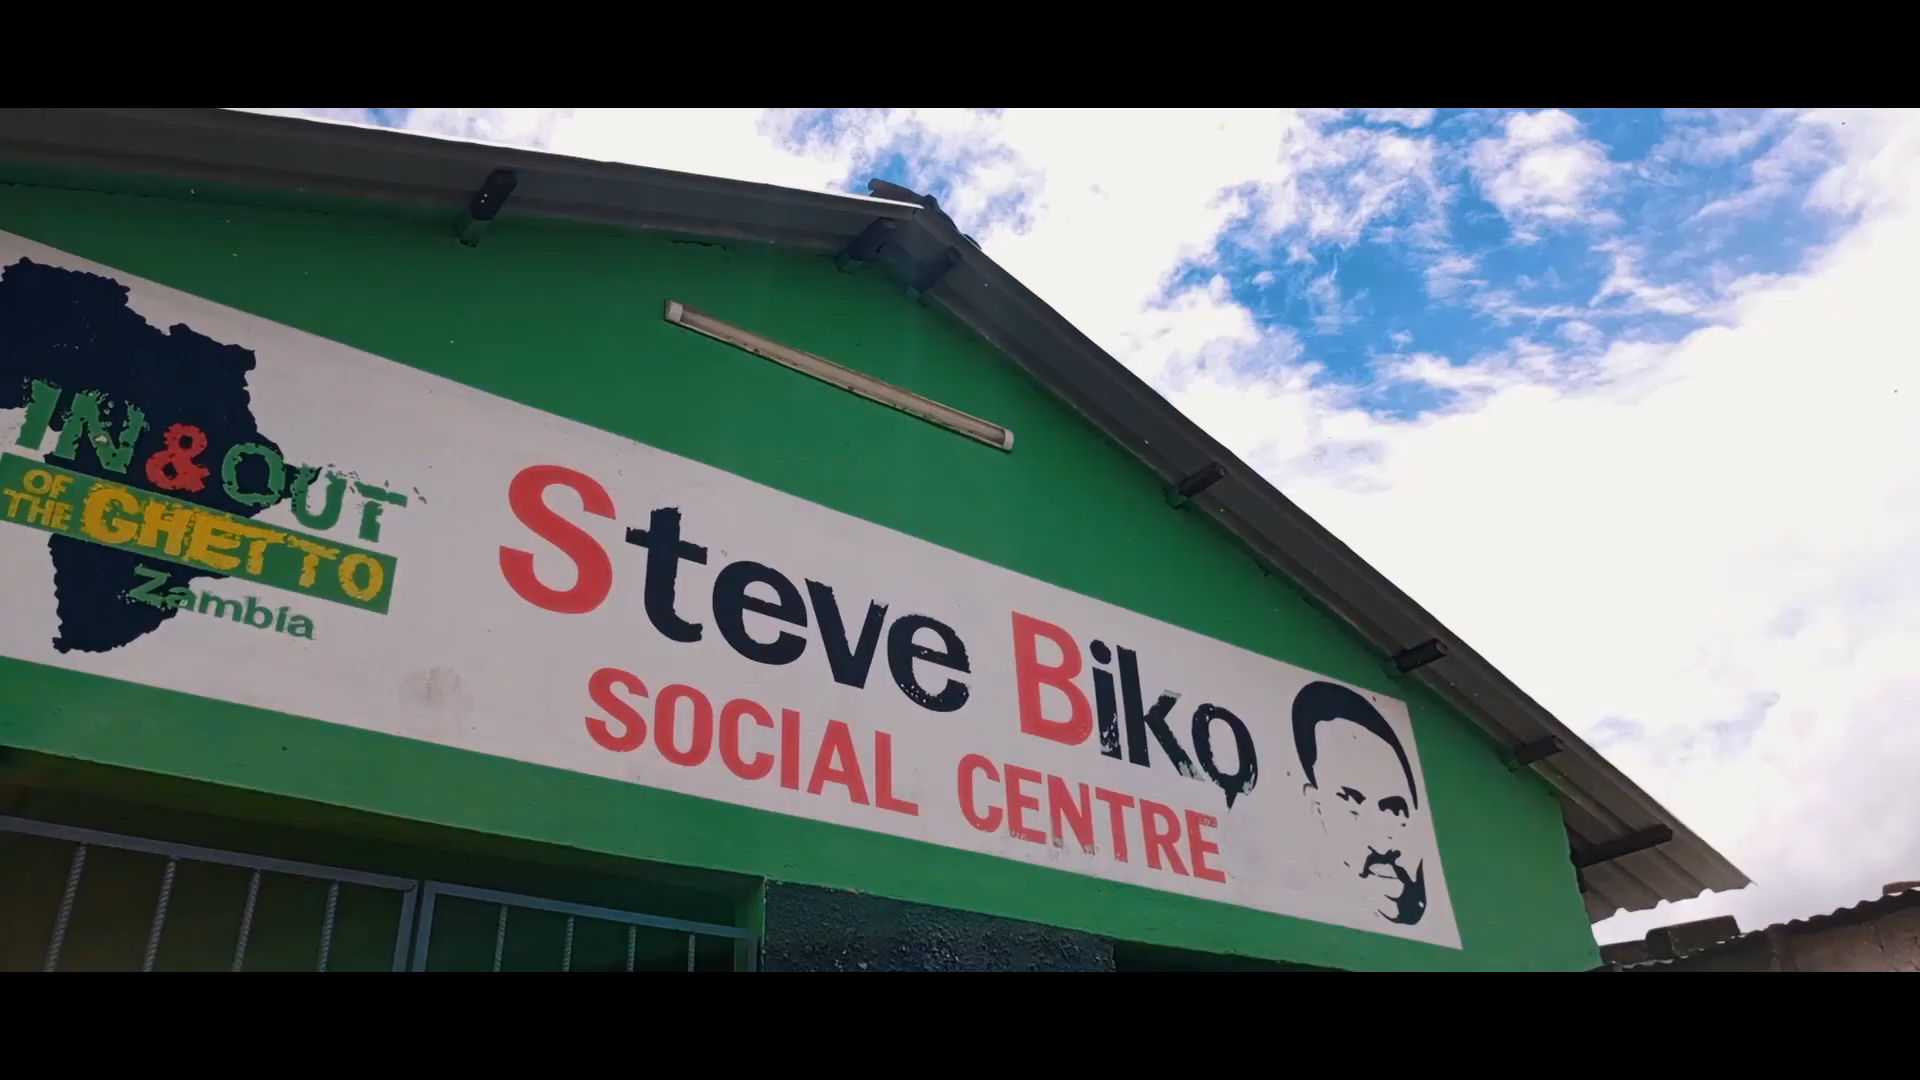 IN & OUT
OF THE GHETTO
Zambia
Steve Biko
SOCIAL CENTRE